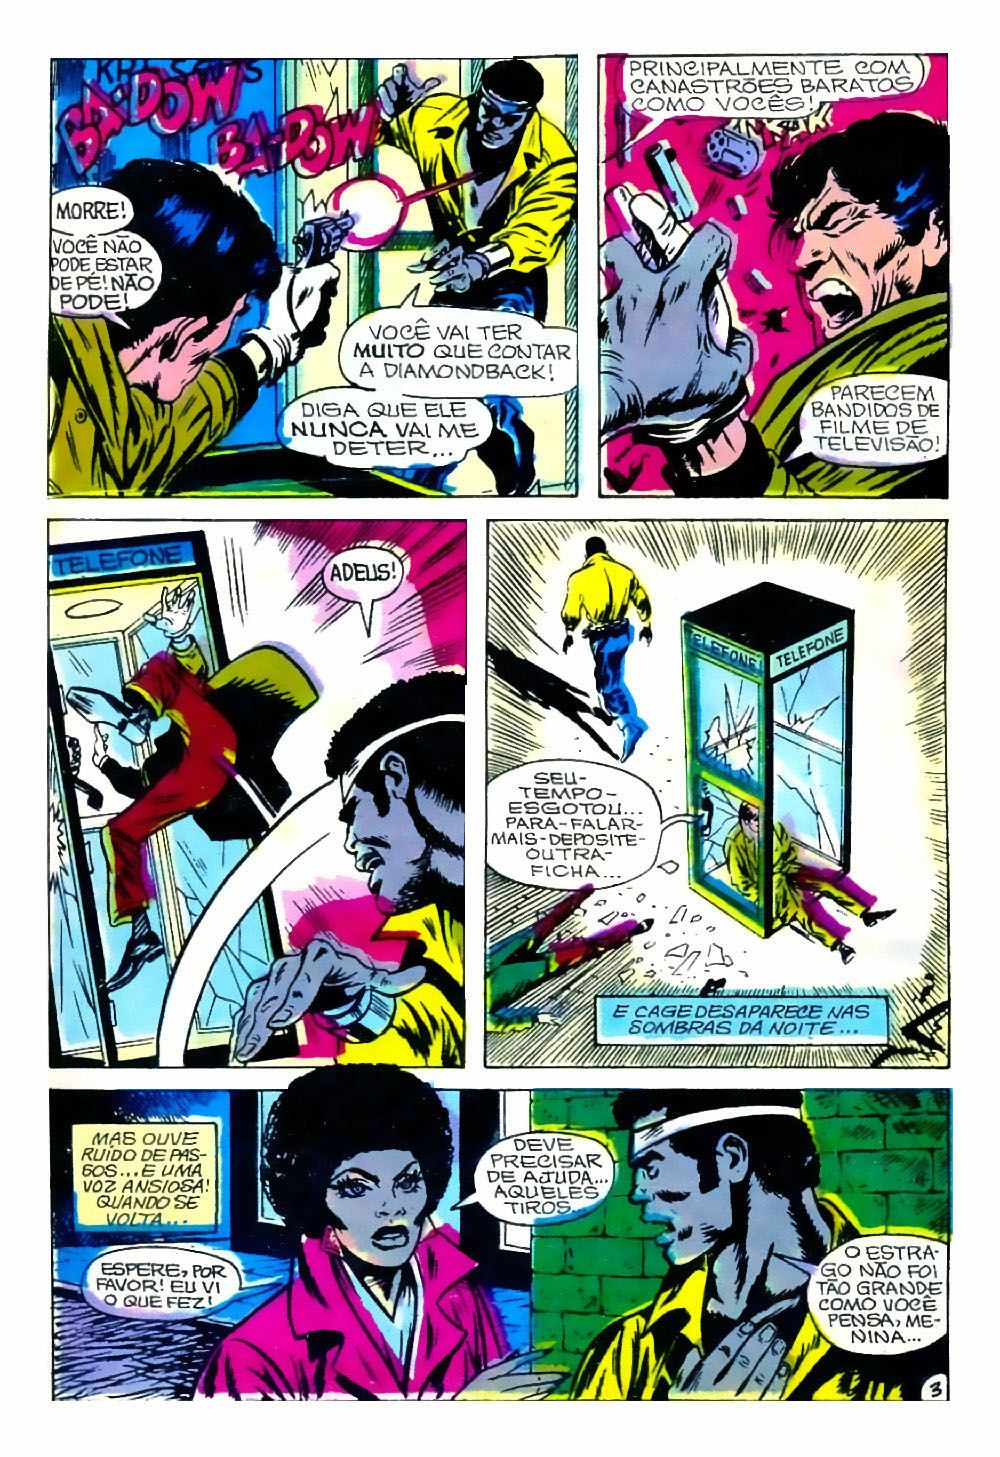 BA-DOW
BA-DOW
MORRE!
VOCÊ NÃO
PODE ESTAR
DE PÉ! NÃO
PODE!
VOCÊ VAI TER
MUITO QUE CONTAR
A DIAMONDBACK!
DIGA QUE ELE
NUNCA VAI ME
DETER...
PRINCIPALMENTE COM
CANASTRÕES BARATOS
COMO VOCÊS!
PARECEM
BANDIDOS DE
FILME DE
TELEVISÃO!
TELEFONE
ADEUS!
TELEFONE
TELEFONE
SEU-
TEMPO-
ESGOTOU...
PARA-FALAR-
MAIS-DEPOSITE-
OUTRA-
FICHA...
E CAGE DESAPARECE NAS
SOMBRAS DA NOITE...
MAS OUVE
RUÍDO DE PAS-
SOS... E UMA
VOZ ANSIOSA!
QUANDO SE
VOLTA...
ESPERE, POR
FAVOR! EU VI
O QUE FEZ!
DEVE
PRECISAR
DE AJUDA...
AQUELES
TIROS...
O ESTRA-
GO NÃO FOI
TÃO GRANDE
COMO VOCÊ
PENSA, ME-
NINA...
3